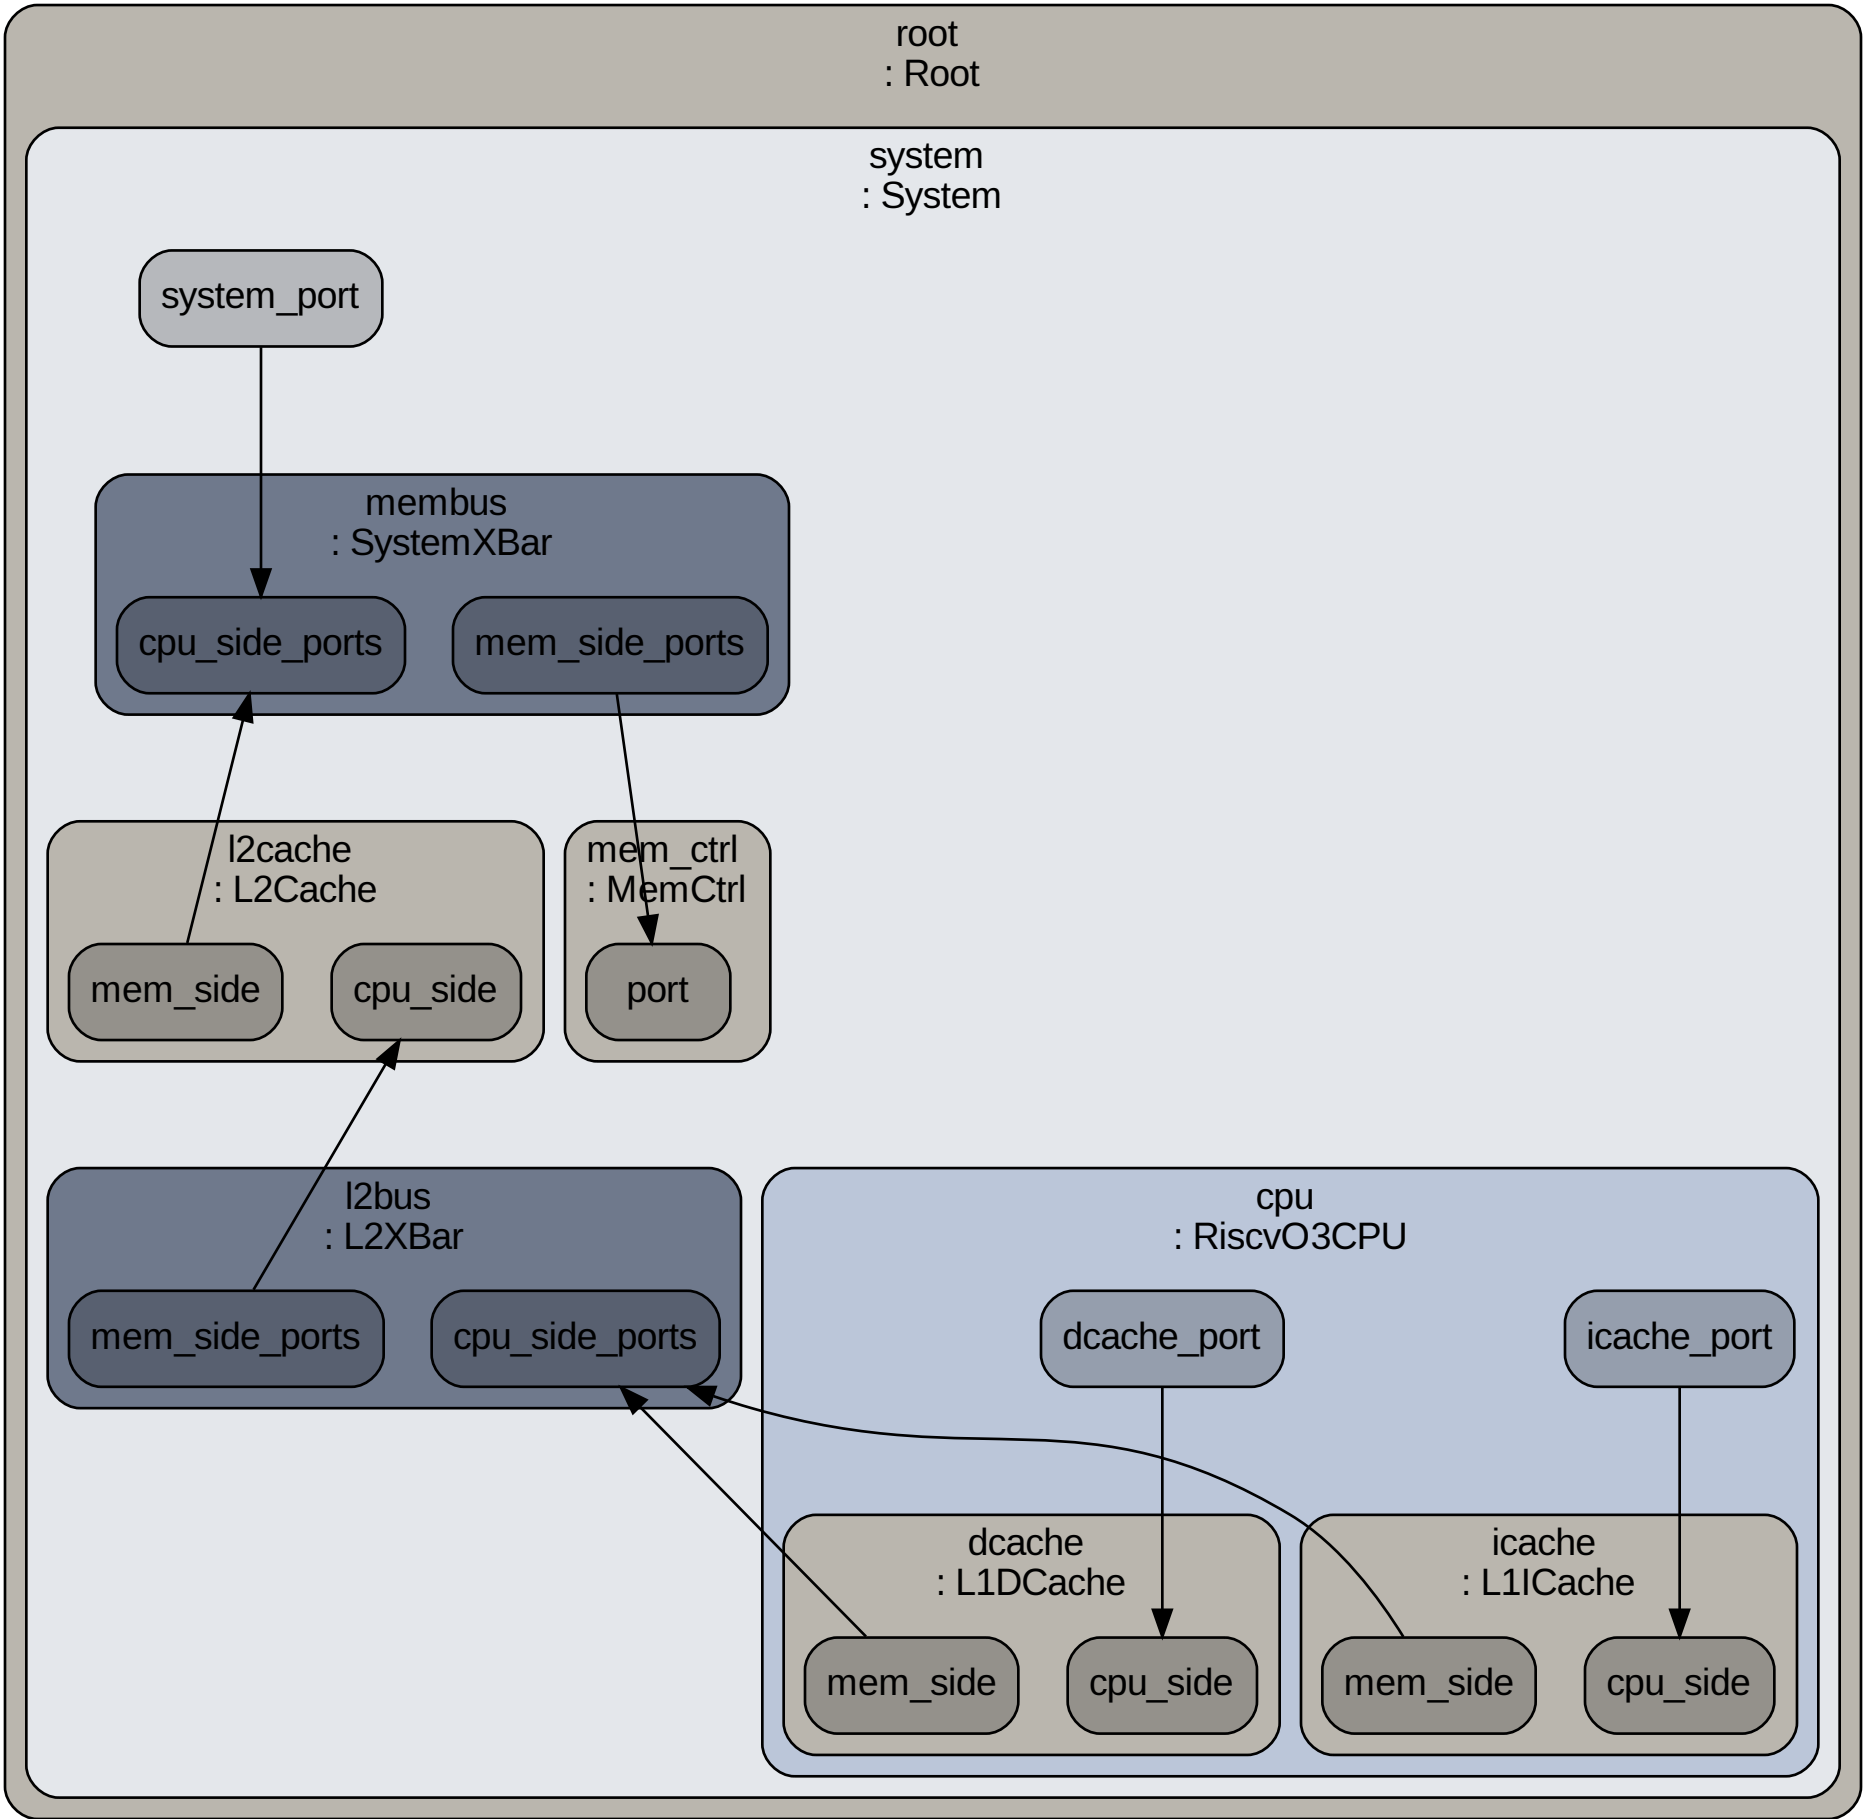 root
: Root
system
: System
system_port
membus
: SystemXBar
cpu_side_ports
mem_side_ports
l2cache
: L2Cache
mem_side
cpu_side
mem_ctrl
: MemCtrl
port
l2bus
: L2XBar
mem_side_ports
cpu_side_ports
cpu
: RiscvO3CPU
dcache_port
icache_port
dcache
: L1DCache
mem_side
cpu_side
icache
: L1ICache
mem_side
cpu_side